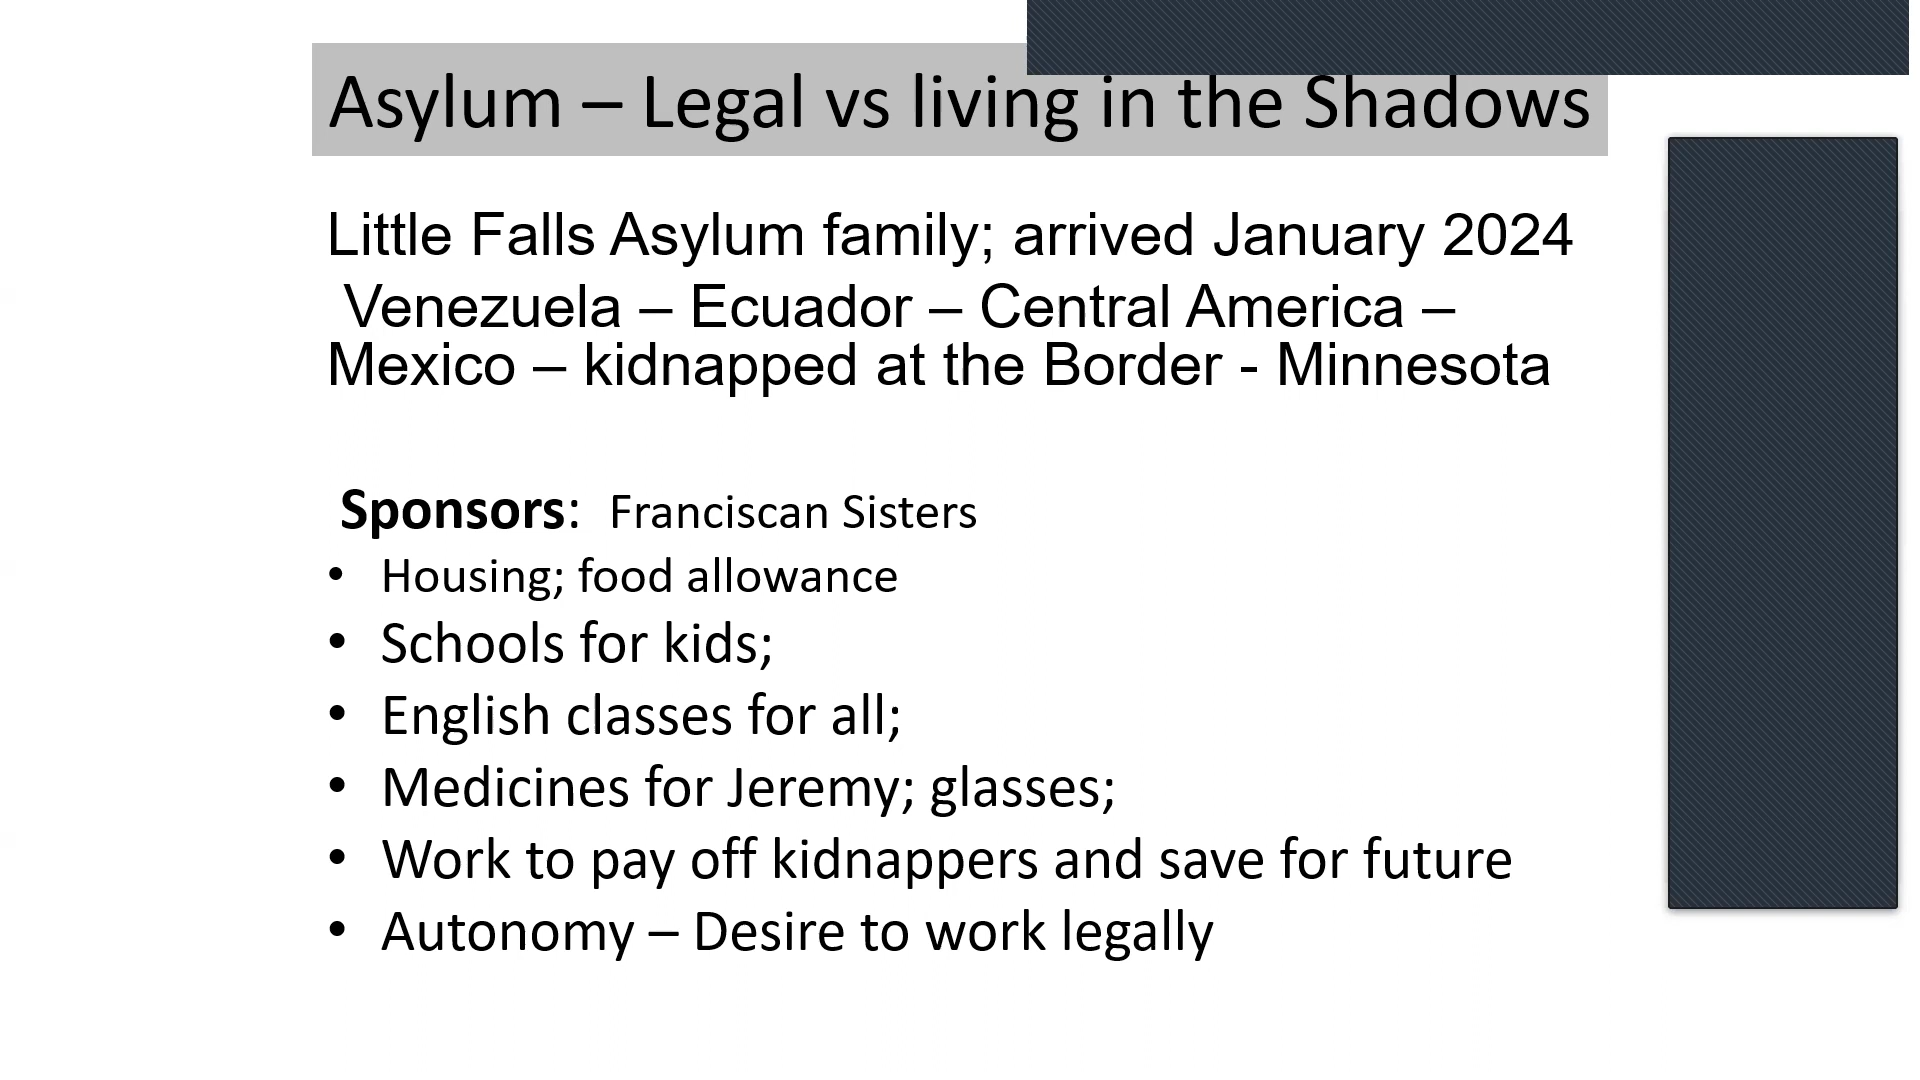 Asylum – Legal vs living in the Shadows
Little Falls Asylum family; arrived January 2024
Venezuela – Ecuador – Central America –
Mexico – kidnapped at the Border - Minnesota
Sponsors: Franciscan Sisters
• Housing; food allowance
• Schools for kids;
• English classes for all;
• Medicines for Jeremy; glasses;
• Work to pay off kidnappers and save for future
• Autonomy – Desire to work legally